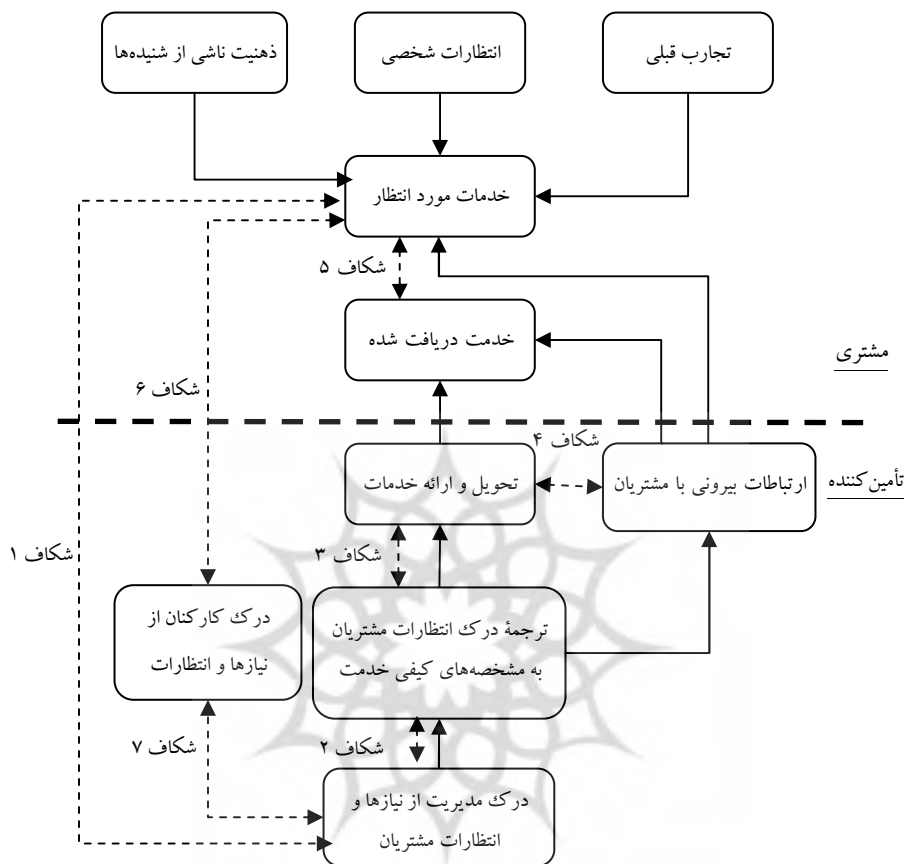 تجارب قبلی
انتظارات شخصی
ذهنیت ناشی از شنیده‌ها
خدمات مورد انتظار
شکاف ۵
خدمت دریافت شده
مشتری
شکاف ۶
شکاف ۴
تأمین‌کننده
ارتباطات بیرونی با مشتریان
تحویل و ارائه خدمات
شکاف ۳
شکاف ۱
ترجمۀ درک انتظارات مشتریان
به مشخصه‌های کیفی خدمت
درک کارکنان از
نیازها و انتظارات
شکاف ۲
شکاف ۷
درک مدیریت از نیازها و
انتظارات مشتریان